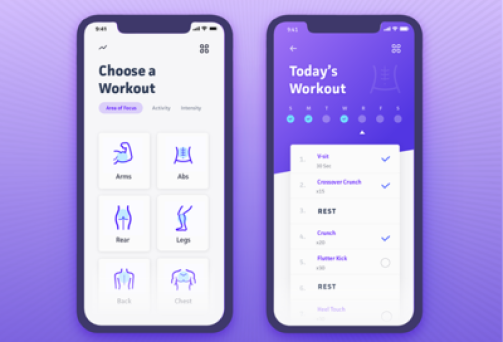 9:41
Choose a
Workout
Area of Focus Activity Intensity
Arms Abs
Rear Legs
Back Chest
9:41
Today's
Workout
S M T W
1. V-sit
2. Crossover Crunch
x15
3. REST
4. Crunch
x20
5. Flutter Kick
x30
6. REST
7. Heel Touch